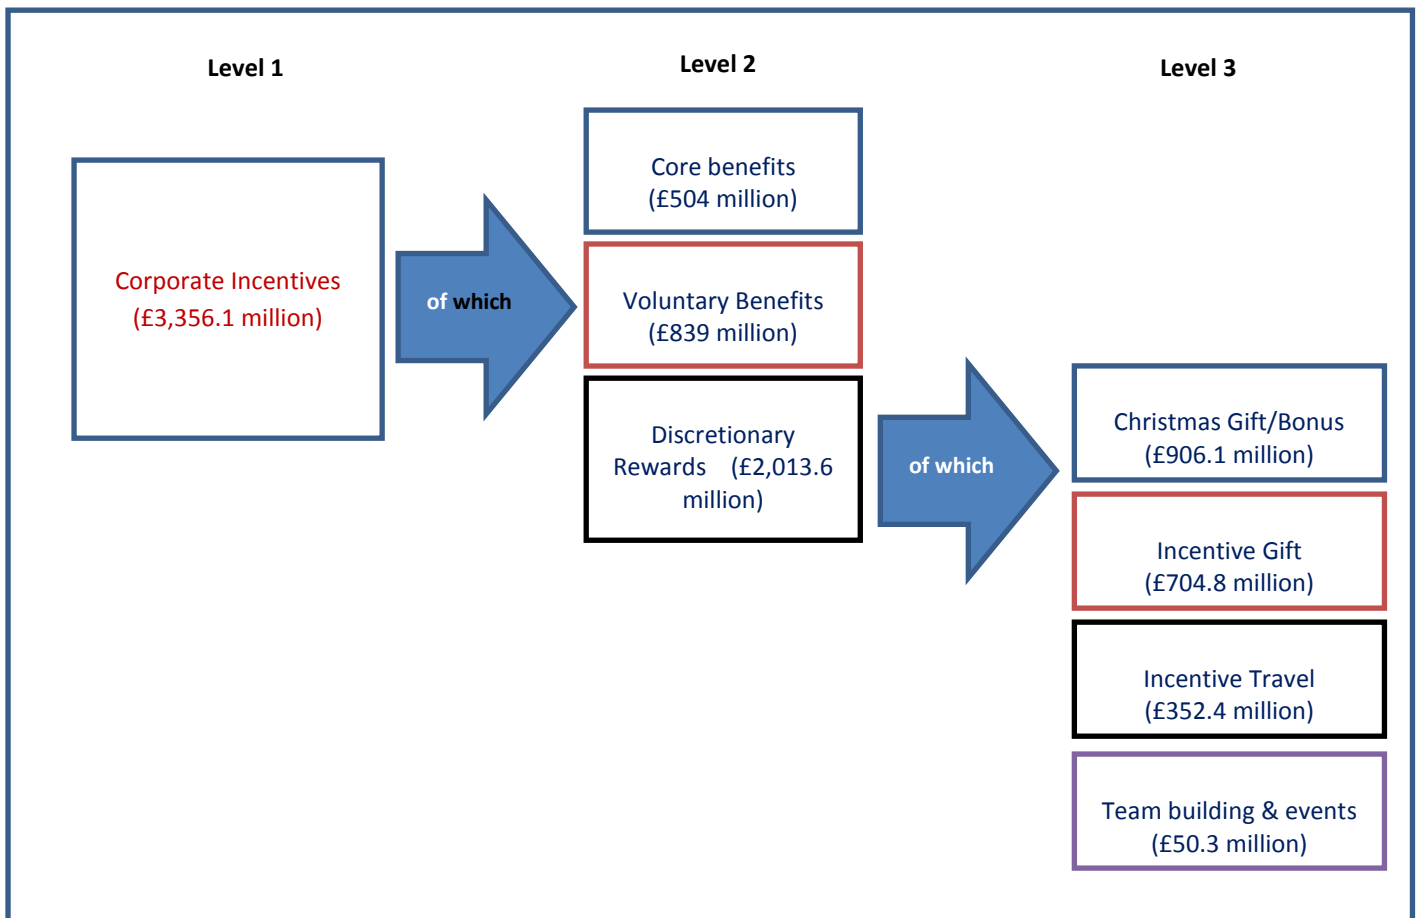 Level 1
Level 2
Level 3
Corporate Incentives
(£3,356.1 million)
of which
Core benefits
(£504 million)
Voluntary Benefits
(£839 million)
Discretionary
Rewards (£2,013.6
million)
of which
Christmas Gift/Bonus
(£906.1 million)
Incentive Gift
(£704.8 million)
Incentive Travel
(£352.4 million)
Team building & events
(£50.3 million)